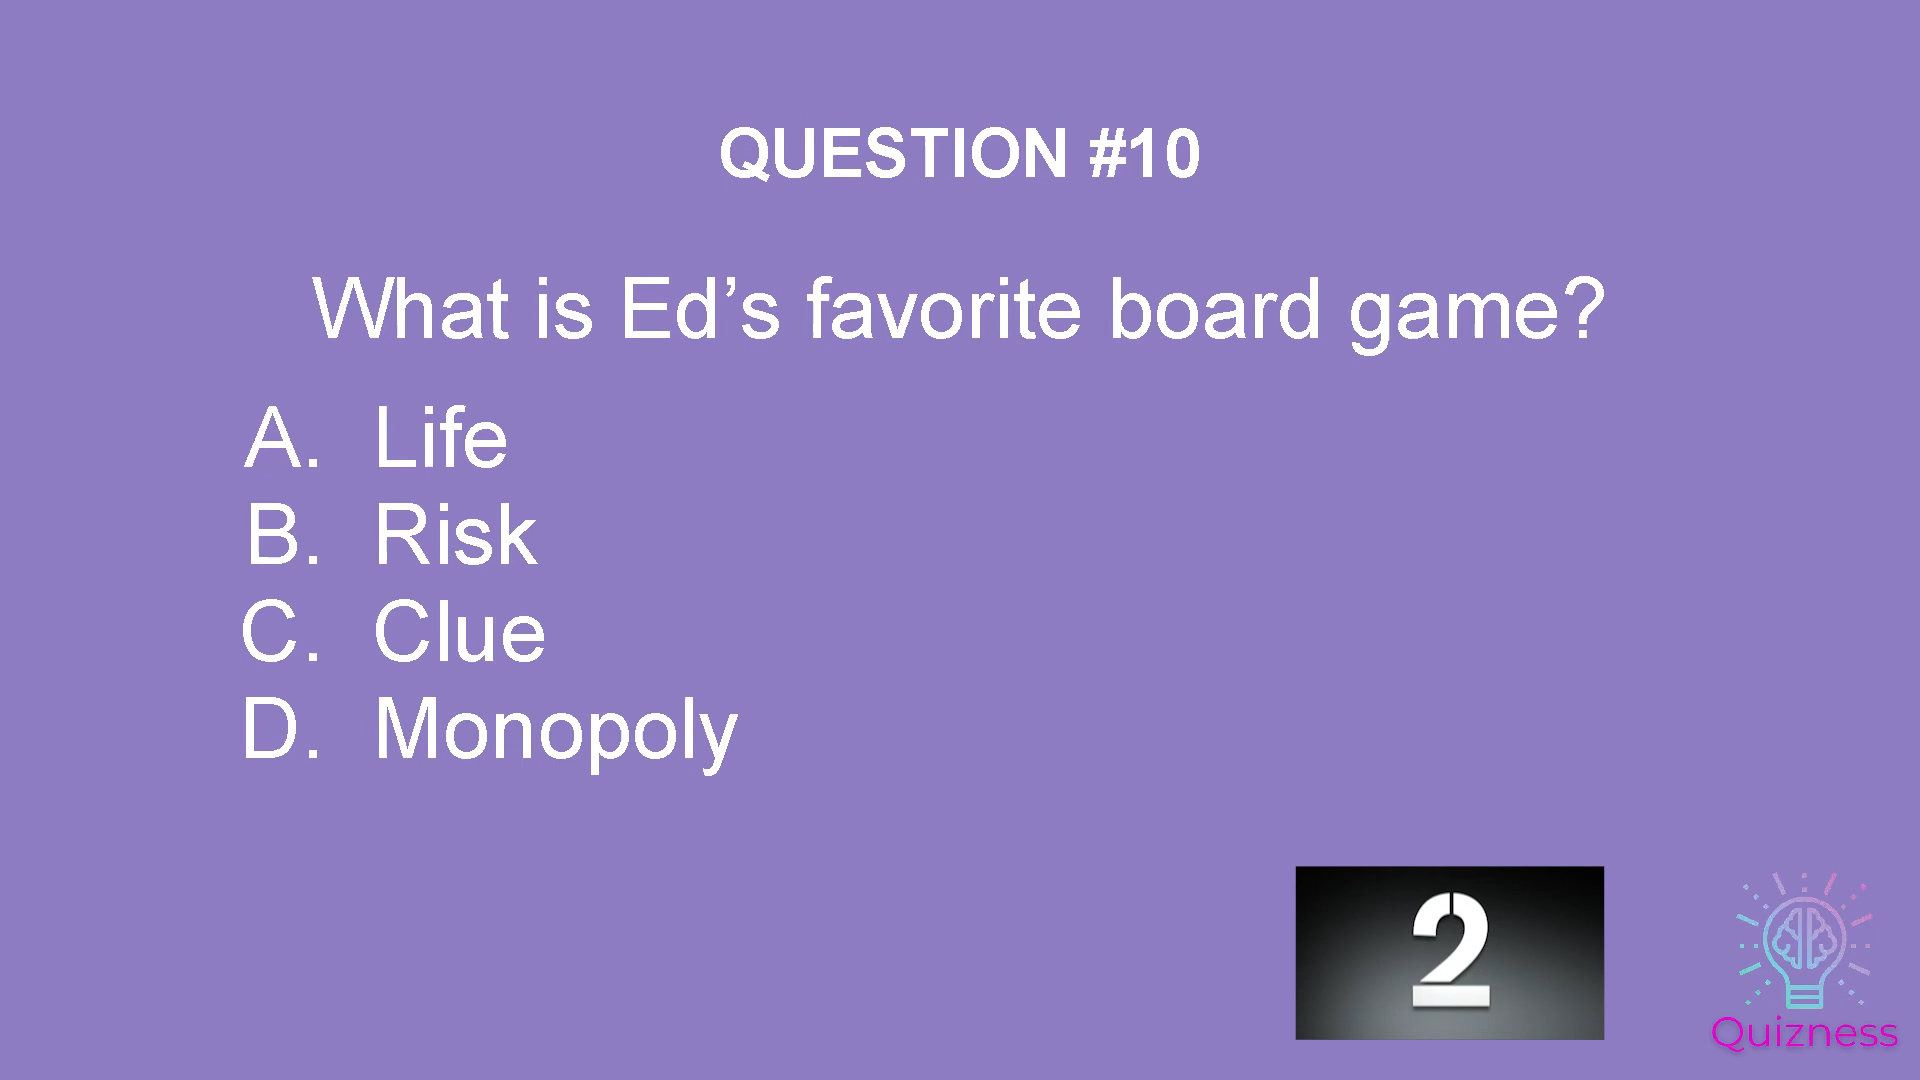 QUESTION #10
What is Ed’s favorite board game?
A. Life
B. Risk
C. Clue
D. Monopoly
2
Quizness